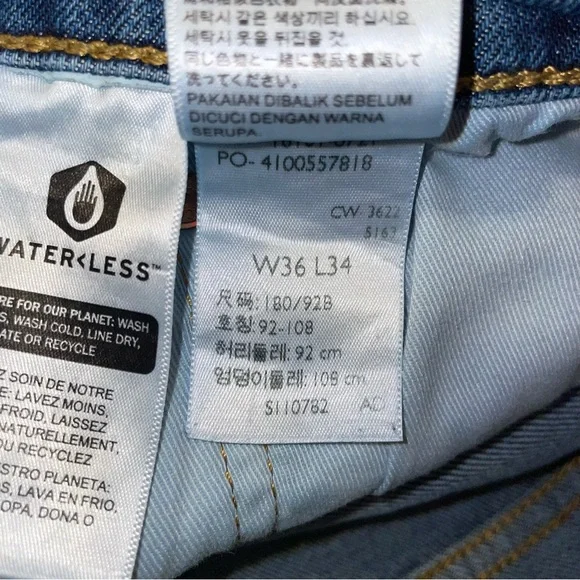 세탁시 같은 색상끼리 하십시오.
세탁시 옷을 뒤집을 것.
同じ色物と一緒に製品を裏返して
洗ってください。
PAKAIAN DIBALIK SEBELUM
DICUCI DENGAN WARNA
SERUPA.
PO- 4100557818
CW- 3622
5163
W36 L34
尺码: 180/92B
호칭: 92-108
허리둘레: 92 cm
엉덩이둘레: 108 cm
S110782 AD
WATER<LESS™
RE FOR OUR PLANET: WASH
S, WASH COLD, LINE DRY,
ATE OR RECYCLE
Z SOIN DE NOTRE
E: LAVEZ MOINS,
FROID, LAISSEZ
NATURELLEMENT,
OU RECYCLEZ.
ESTRO PLANETA:
S, LAVA EN FRIO,
OPA, DONA O